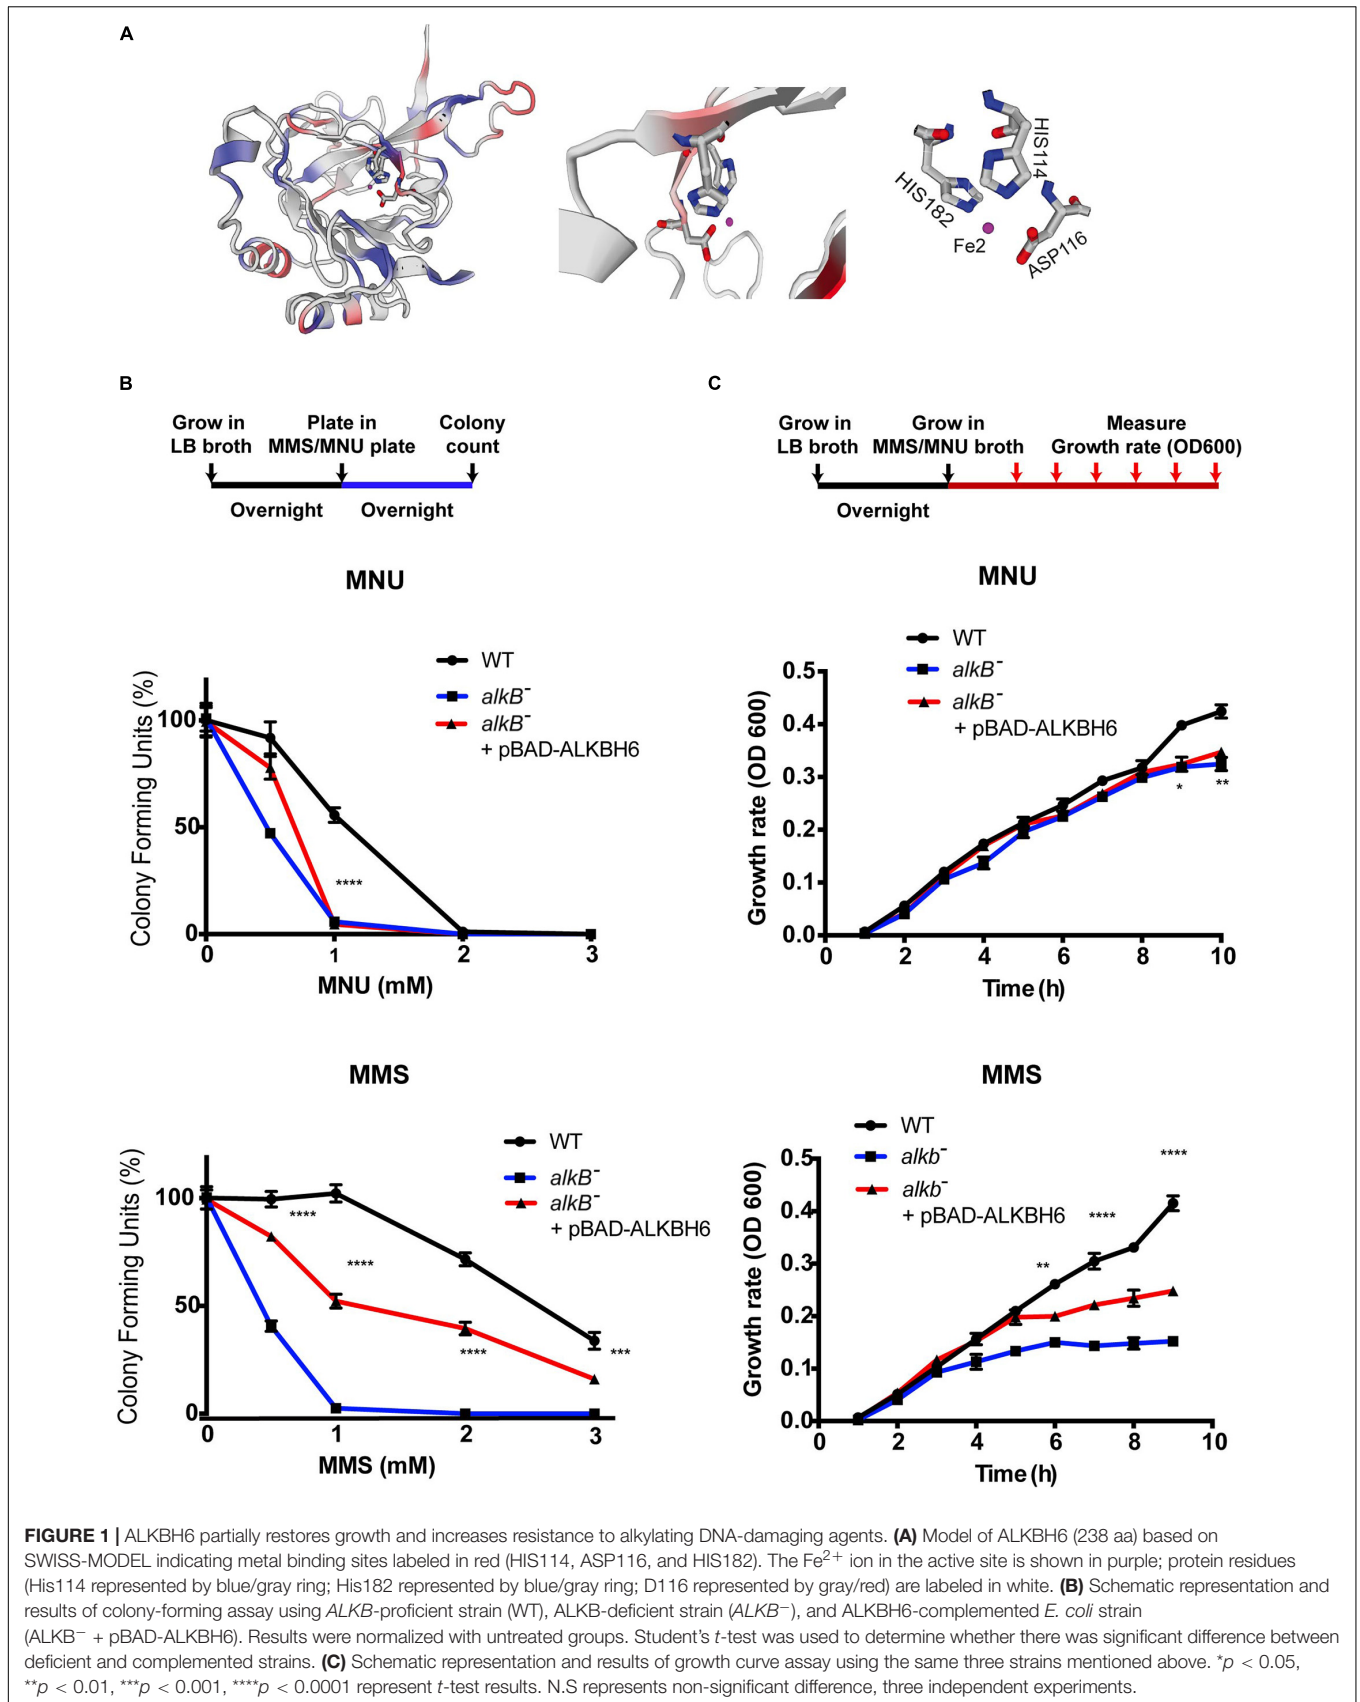 A
HIS114
HIS182
Fe2
ASP116
B
Grow in
LB broth
Plate in
MMS/MNU plate
Colony
count
Overnight
Overnight
C
Grow in
LB broth
Grow in
MMS/MNU broth
Measure
Growth rate (OD600)
Overnight
MNU
WT
alkB-
alkB-
+ pBAD-ALKBH6
Colony Forming Units (%)
100
50
0
****
0 1 2 3
MNU (mM)
MNU
WT
alkB-
alkB-
+ pBAD-ALKBH6
Growth rate (OD 600)
0.5
0.4
0.3
0.2
0.1
0.0
* **
0 2 4 6 8 10
Time (h)
MMS
WT
alkB-
alkB-
+ pBAD-ALKBH6
Colony Forming Units (%)
100
50
0
****
****
****
***
0 1 2 3
MMS (mM)
MMS
WT
alkb-
alkb-
+ pBAD-ALKBH6
Growth rate (OD 600)
0.5
0.4
0.3
0.2
0.1
0.0
**
****
****
0 2 4 6 8 10
Time (h)
FIGURE 1 | ALKBH6 partially restores growth and increases resistance to alkylating DNA-damaging agents. (A) Model of ALKBH6 (238 aa) based on
SWISS-MODEL indicating metal binding sites labeled in red (HIS114, ASP116, and HIS182). The Fe2+ ion in the active site is shown in purple; protein residues
(His114 represented by blue/gray ring; His182 represented by blue/gray ring; D116 represented by gray/red) are labeled in white. (B) Schematic representation and
results of colony-forming assay using ALKB-proficient strain (WT), ALKB-deficient strain (ALKB−), and ALKBH6-complemented E. coli strain
(ALKB− + pBAD-ALKBH6). Results were normalized with untreated groups. Student's t-test was used to determine whether there was significant difference between
deficient and complemented strains. (C) Schematic representation and results of growth curve assay using the same three strains mentioned above. *p < 0.05,
**p < 0.01, ***p < 0.001, ****p < 0.0001 represent t-test results. N.S represents non-significant difference, three independent experiments.